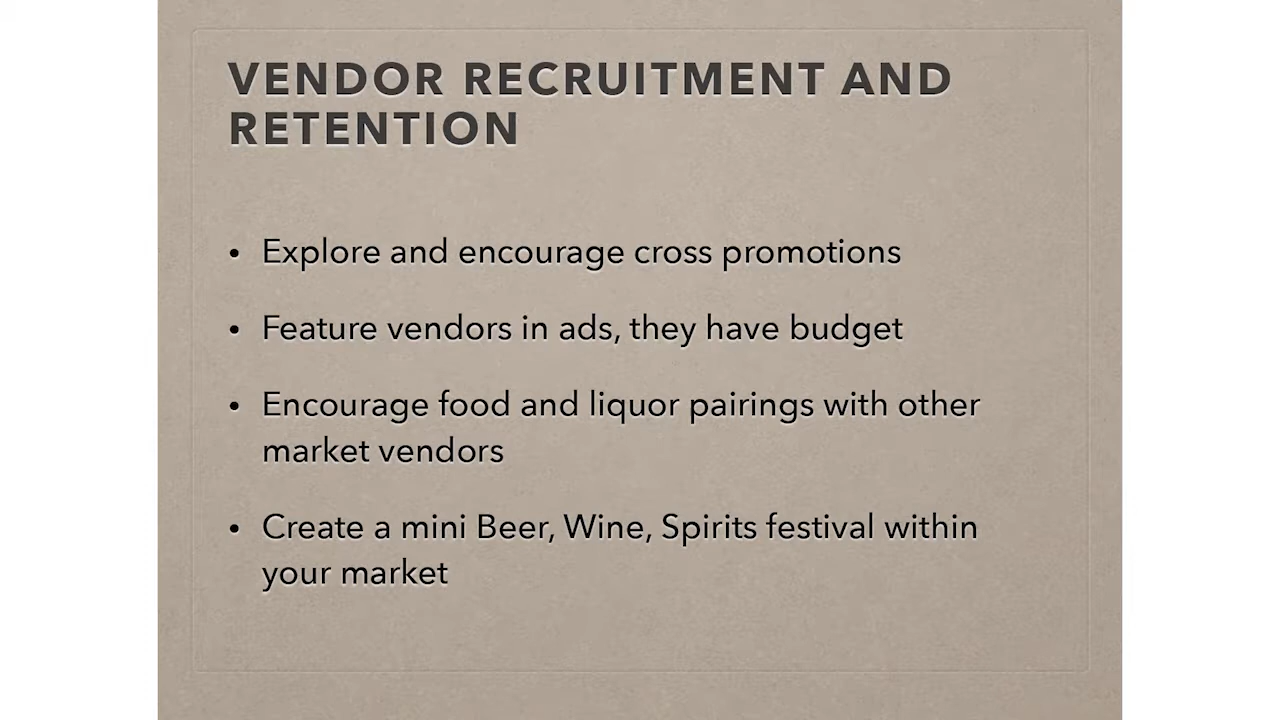 VENDOR RECRUITMENT AND
RETENTION
• Explore and encourage cross promotions
• Feature vendors in ads, they have budget
• Encourage food and liquor pairings with other
market vendors
• Create a mini Beer, Wine, Spirits festival within
your market